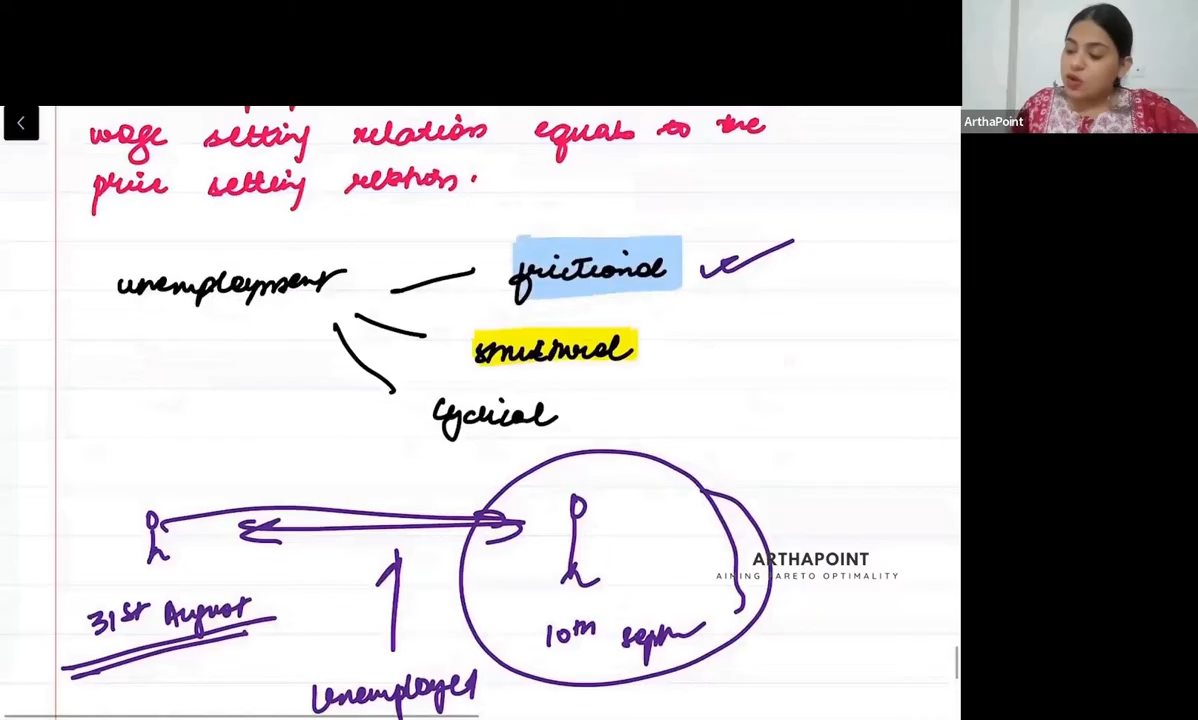 wage setting relation equals to the
price setting relation.
unemployment
frictional
structural
cyclical
ArthaPoint
ARTHAPOINT
AIMING PARETO OPTIMALITY
31st August
10th septm
Unemployed